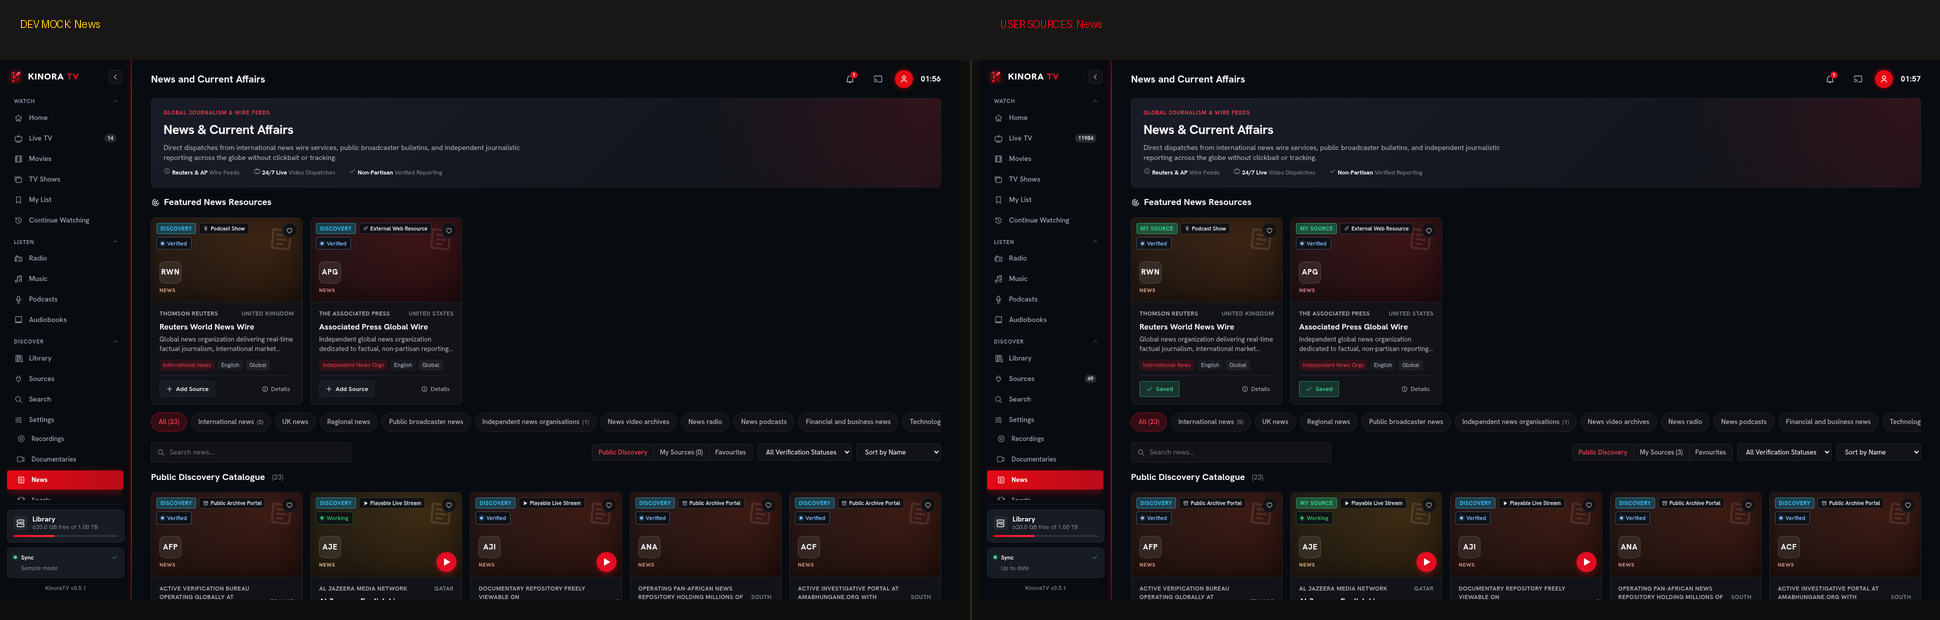 DEV MOCK: News
KINORA TV
WATCH
Home
Live TV 14
Movies
TV Shows
My List
Continue Watching
LISTEN
Radio
Music
Podcasts
Audiobooks
DISCOVER
Library
Sources
Search
Settings
Recordings
Documentaries
News
Library
620.0 GB free of 1.00 TB
Sync
Sample mode
KinoraTV v0.5.1
News and Current Affairs
1
01:56
GLOBAL JOURNALISM & WIRE FEEDS
News & Current Affairs
Direct dispatches from international news wire services, public broadcaster bulletins, and independent journalistic
reporting across the globe without clickbait or tracking.
Reuters & AP Wire Feeds 24/7 Live Video Dispatches Non-Partisan Verified Reporting
Featured News Resources
DISCOVERY Podcast Show
Verified
RWN
NEWS
THOMSON REUTERS UNITED KINGDOM
Reuters World News Wire
Global news organization delivering real-time
factual journalism, international market...
International News English Global
+ Add Source Details
DISCOVERY External Web Resource
Verified
APG
NEWS
THE ASSOCIATED PRESS UNITED STATES
Associated Press Global Wire
Independent global news organization
dedicated to factual, non-partisan reporting...
Independent News Orgs English Global
+ Add Source Details
All (23) International news (5) UK news Regional news Public broadcaster news Independent news organisations (1) News video archives News radio News podcasts Financial and business news Technolog
Search news...
Public Discovery My Sources (0) Favourites All Verification Statuses Sort by Name
Public Discovery Catalogue (23)
DISCOVERY Public Archive Portal
Verified
AFP
NEWS
ACTIVE VERIFICATION BUREAU
OPERATING GLOBALLY AT
DISCOVERY Playable Live Stream
Working
AJE
NEWS
AL JAZEERA MEDIA NETWORK QATAR
DISCOVERY Playable Live Stream
Verified
AJI
NEWS
DOCUMENTARY REPOSITORY FREELY
VIEWABLE ON
DISCOVERY Public Archive Portal
Verified
ANA
NEWS
OPERATING PAN-AFRICAN NEWS
REPOSITORY HOLDING MILLIONS OF SOUTH
DISCOVERY Public Archive Portal
Verified
ACF
NEWS
ACTIVE INVESTIGATIVE PORTAL AT
AMABHUNGANE.ORG WITH SOUTH
USER SOURCES: News
KINORA TV
WATCH
Home
Live TV 11984
Movies
TV Shows
My List
Continue Watching
LISTEN
Radio
Music
Podcasts
Audiobooks
DISCOVER
Library
Sources 49
Search
Settings
Recordings
Documentaries
News
Library
620.0 GB free of 1.00 TB
Sync
Up to date
KinoraTV v0.5.1
News and Current Affairs
1
01:57
GLOBAL JOURNALISM & WIRE FEEDS
News & Current Affairs
Direct dispatches from international news wire services, public broadcaster bulletins, and independent journalistic
reporting across the globe without clickbait or tracking.
Reuters & AP Wire Feeds 24/7 Live Video Dispatches Non-Partisan Verified Reporting
Featured News Resources
MY SOURCE Podcast Show
Verified
RWN
NEWS
THOMSON REUTERS UNITED KINGDOM
Reuters World News Wire
Global news organization delivering real-time
factual journalism, international market...
International News English Global
Saved Details
MY SOURCE External Web Resource
Verified
APG
NEWS
THE ASSOCIATED PRESS UNITED STATES
Associated Press Global Wire
Independent global news organization
dedicated to factual, non-partisan reporting...
Independent News Orgs English Global
Saved Details
All (23) International news (5) UK news Regional news Public broadcaster news Independent news organisations (1) News video archives News radio News podcasts Financial and business news Technolog
Search news...
Public Discovery My Sources (3) Favourites All Verification Statuses Sort by Name
Public Discovery Catalogue (23)
DISCOVERY Public Archive Portal
Verified
AFP
NEWS
ACTIVE VERIFICATION BUREAU
OPERATING GLOBALLY AT
MY SOURCE Playable Live Stream
Working
AJE
NEWS
AL JAZEERA MEDIA NETWORK QATAR
DISCOVERY Playable Live Stream
Verified
AJI
NEWS
DOCUMENTARY REPOSITORY FREELY
VIEWABLE ON
DISCOVERY Public Archive Portal
Verified
ANA
NEWS
OPERATING PAN-AFRICAN NEWS
REPOSITORY HOLDING MILLIONS OF SOUTH
DISCOVERY Public Archive Portal
Verified
ACF
NEWS
ACTIVE INVESTIGATIVE PORTAL AT
AMABHUNGANE.ORG WITH SOUTH